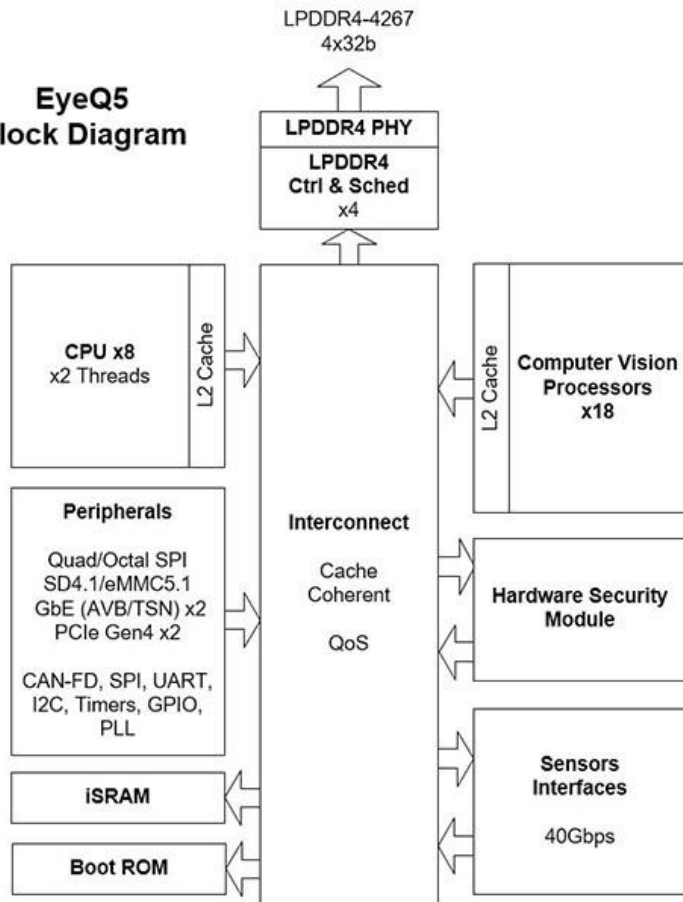 LPDDR4-4267
4x32b
EyeQ5
lock Diagram
LPDDR4 PHY
LPDDR4
Ctrl & Sched
x4
CPU x8
x2 Threads
L2 Cache
L2 Cache
Computer Vision
Processors
x18
Peripherals
Quad/Octal SPI
SD4.1/eMMC5.1
GbE (AVB/TSN) x2
PCIe Gen4 x2
CAN-FD, SPI, UART,
I2C, Timers, GPIO,
PLL
Interconnect
Cache
Coherent
QoS
Hardware Security
Module
Sensors
Interfaces
40Gbps
iSRAM
Boot ROM